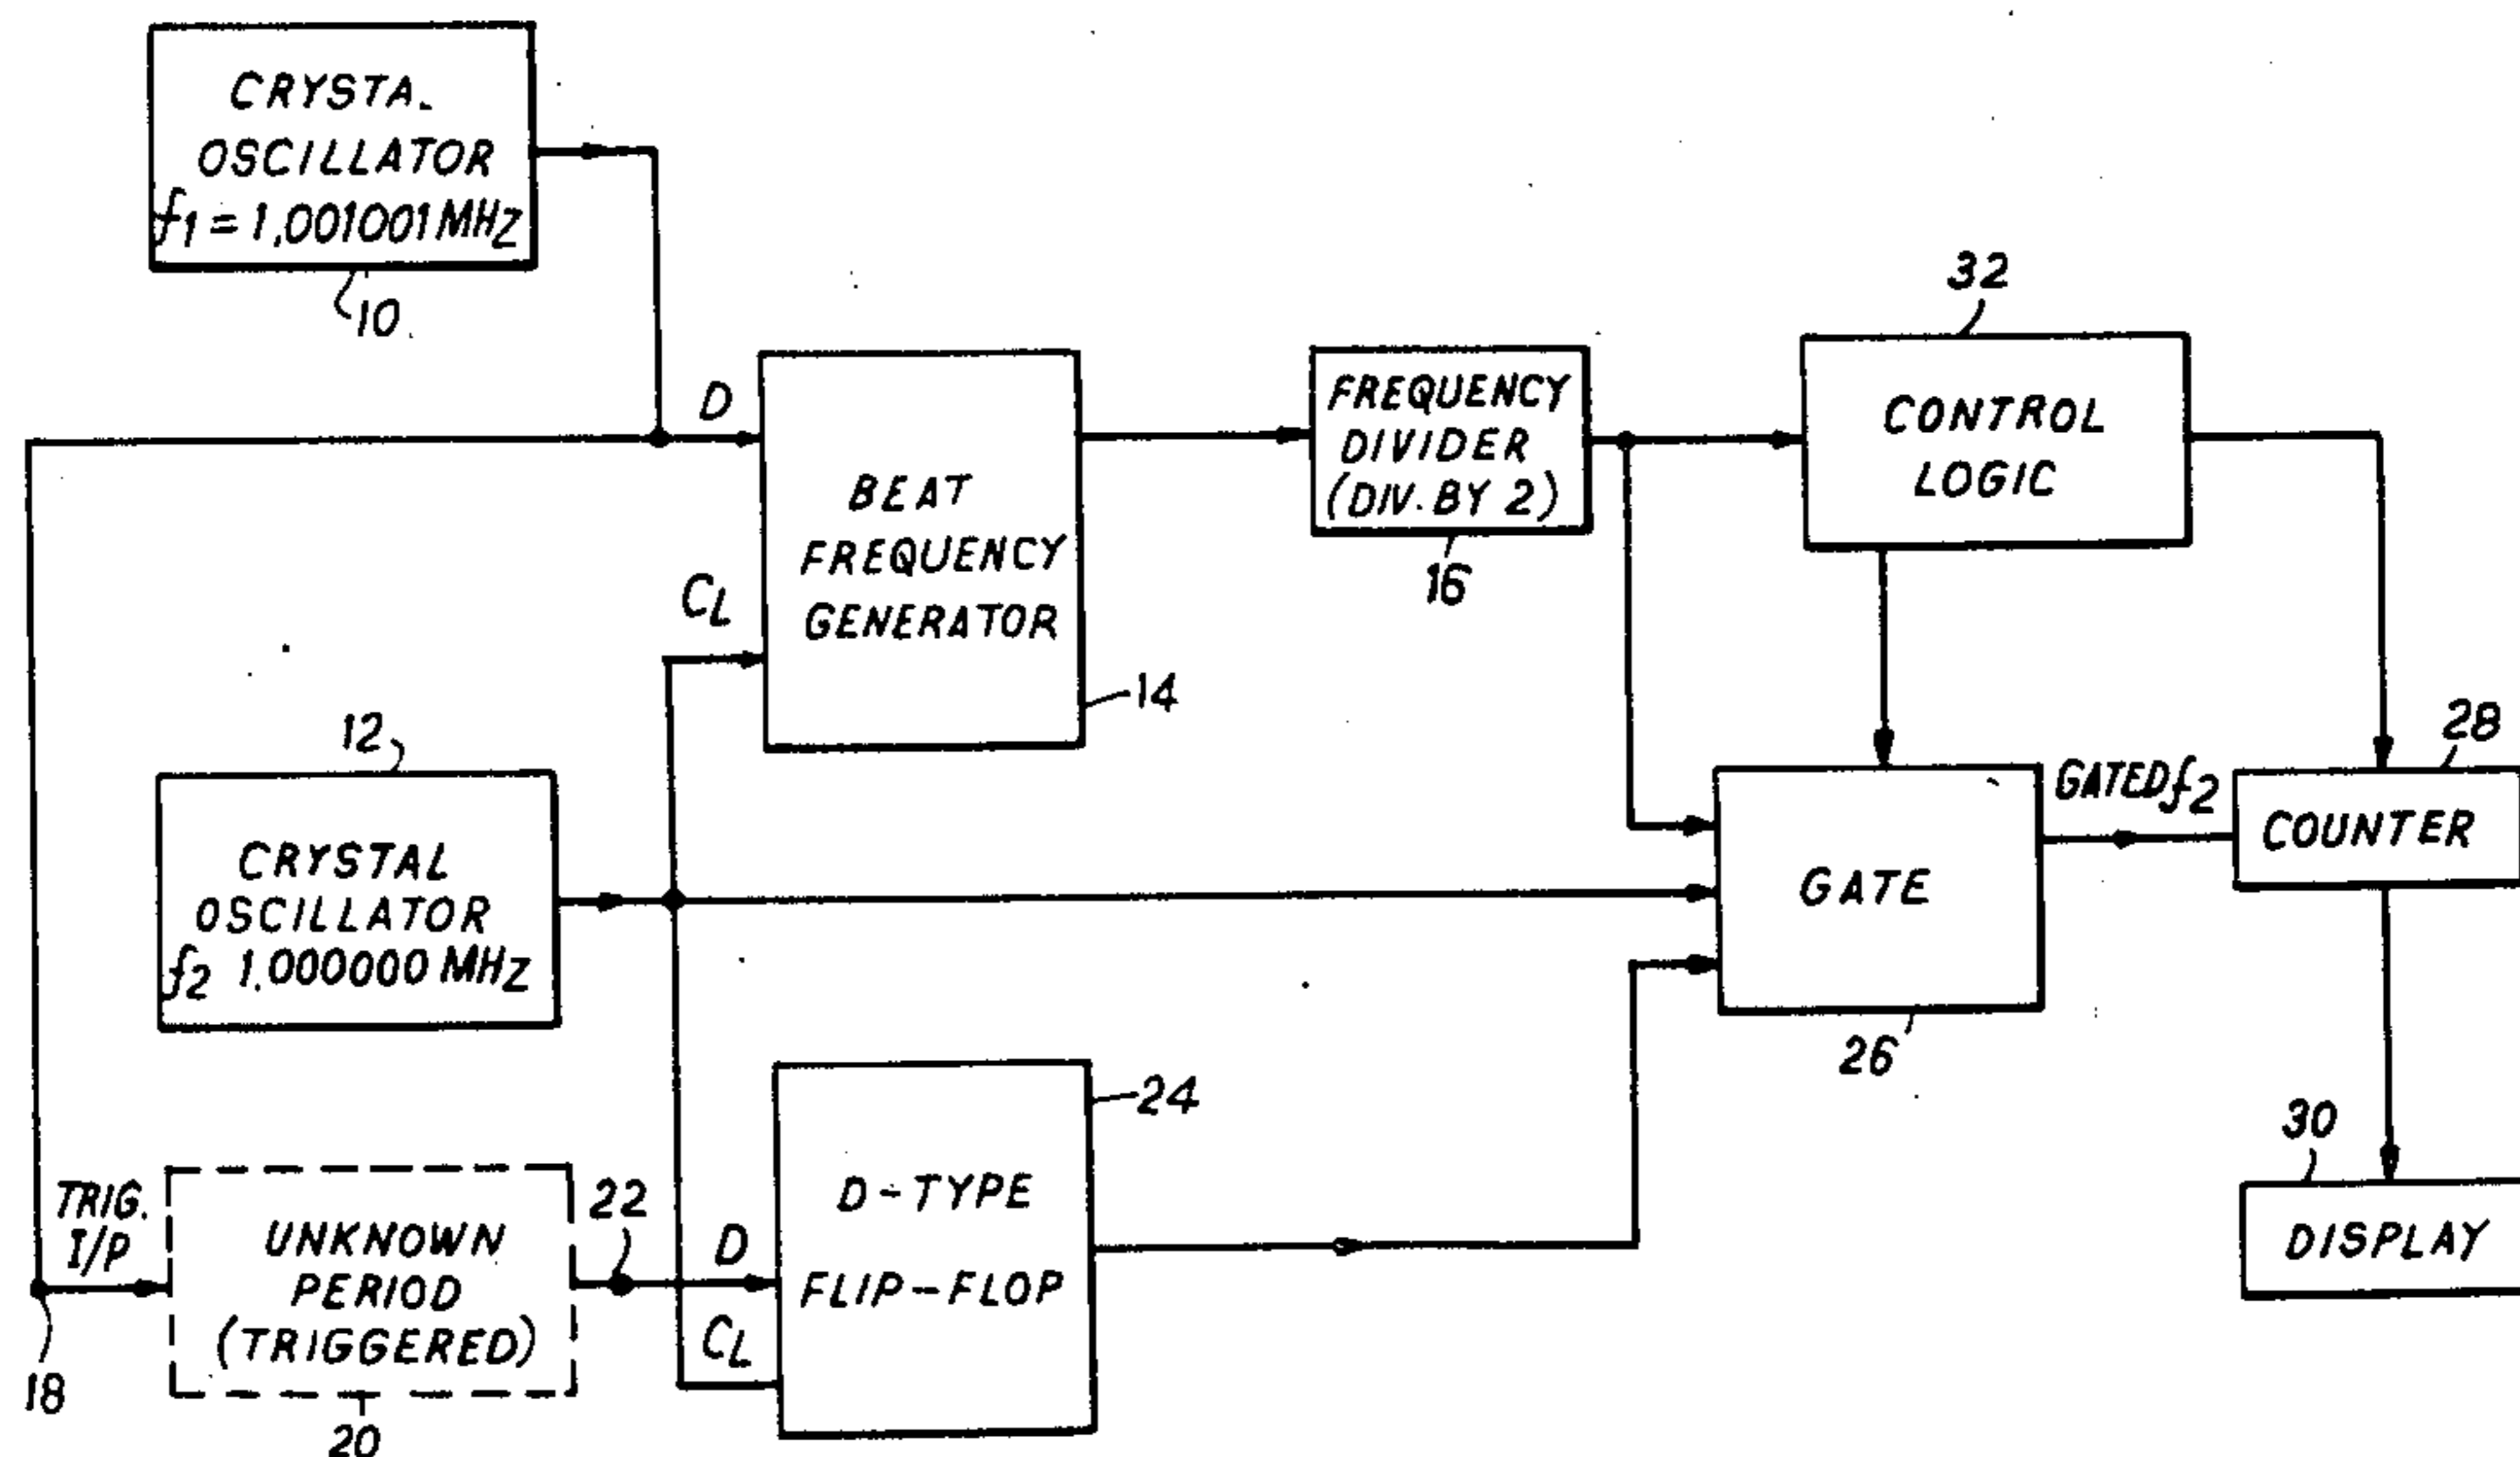 CRYSTA.
OSCILLATOR
f1 = 1.001001 MHZ
10
32
D
BEAT
FREQUENCY
GENERATOR
CL
14
FREQUENCY
DIVIDER
(DIV. BY 2)
16
CONTROL
LOGIC
12
CRYSTAL
OSCILLATOR
f2 1.000000 MHZ
GATE
26
GATED f2
28
COUNTER
24
D-TYPE
FLIP-FLOP
30
DISPLAY
TRIG.
I/P
18
UNKNOWN
PERIOD
(TRIGGERED)
20
22
D
CL